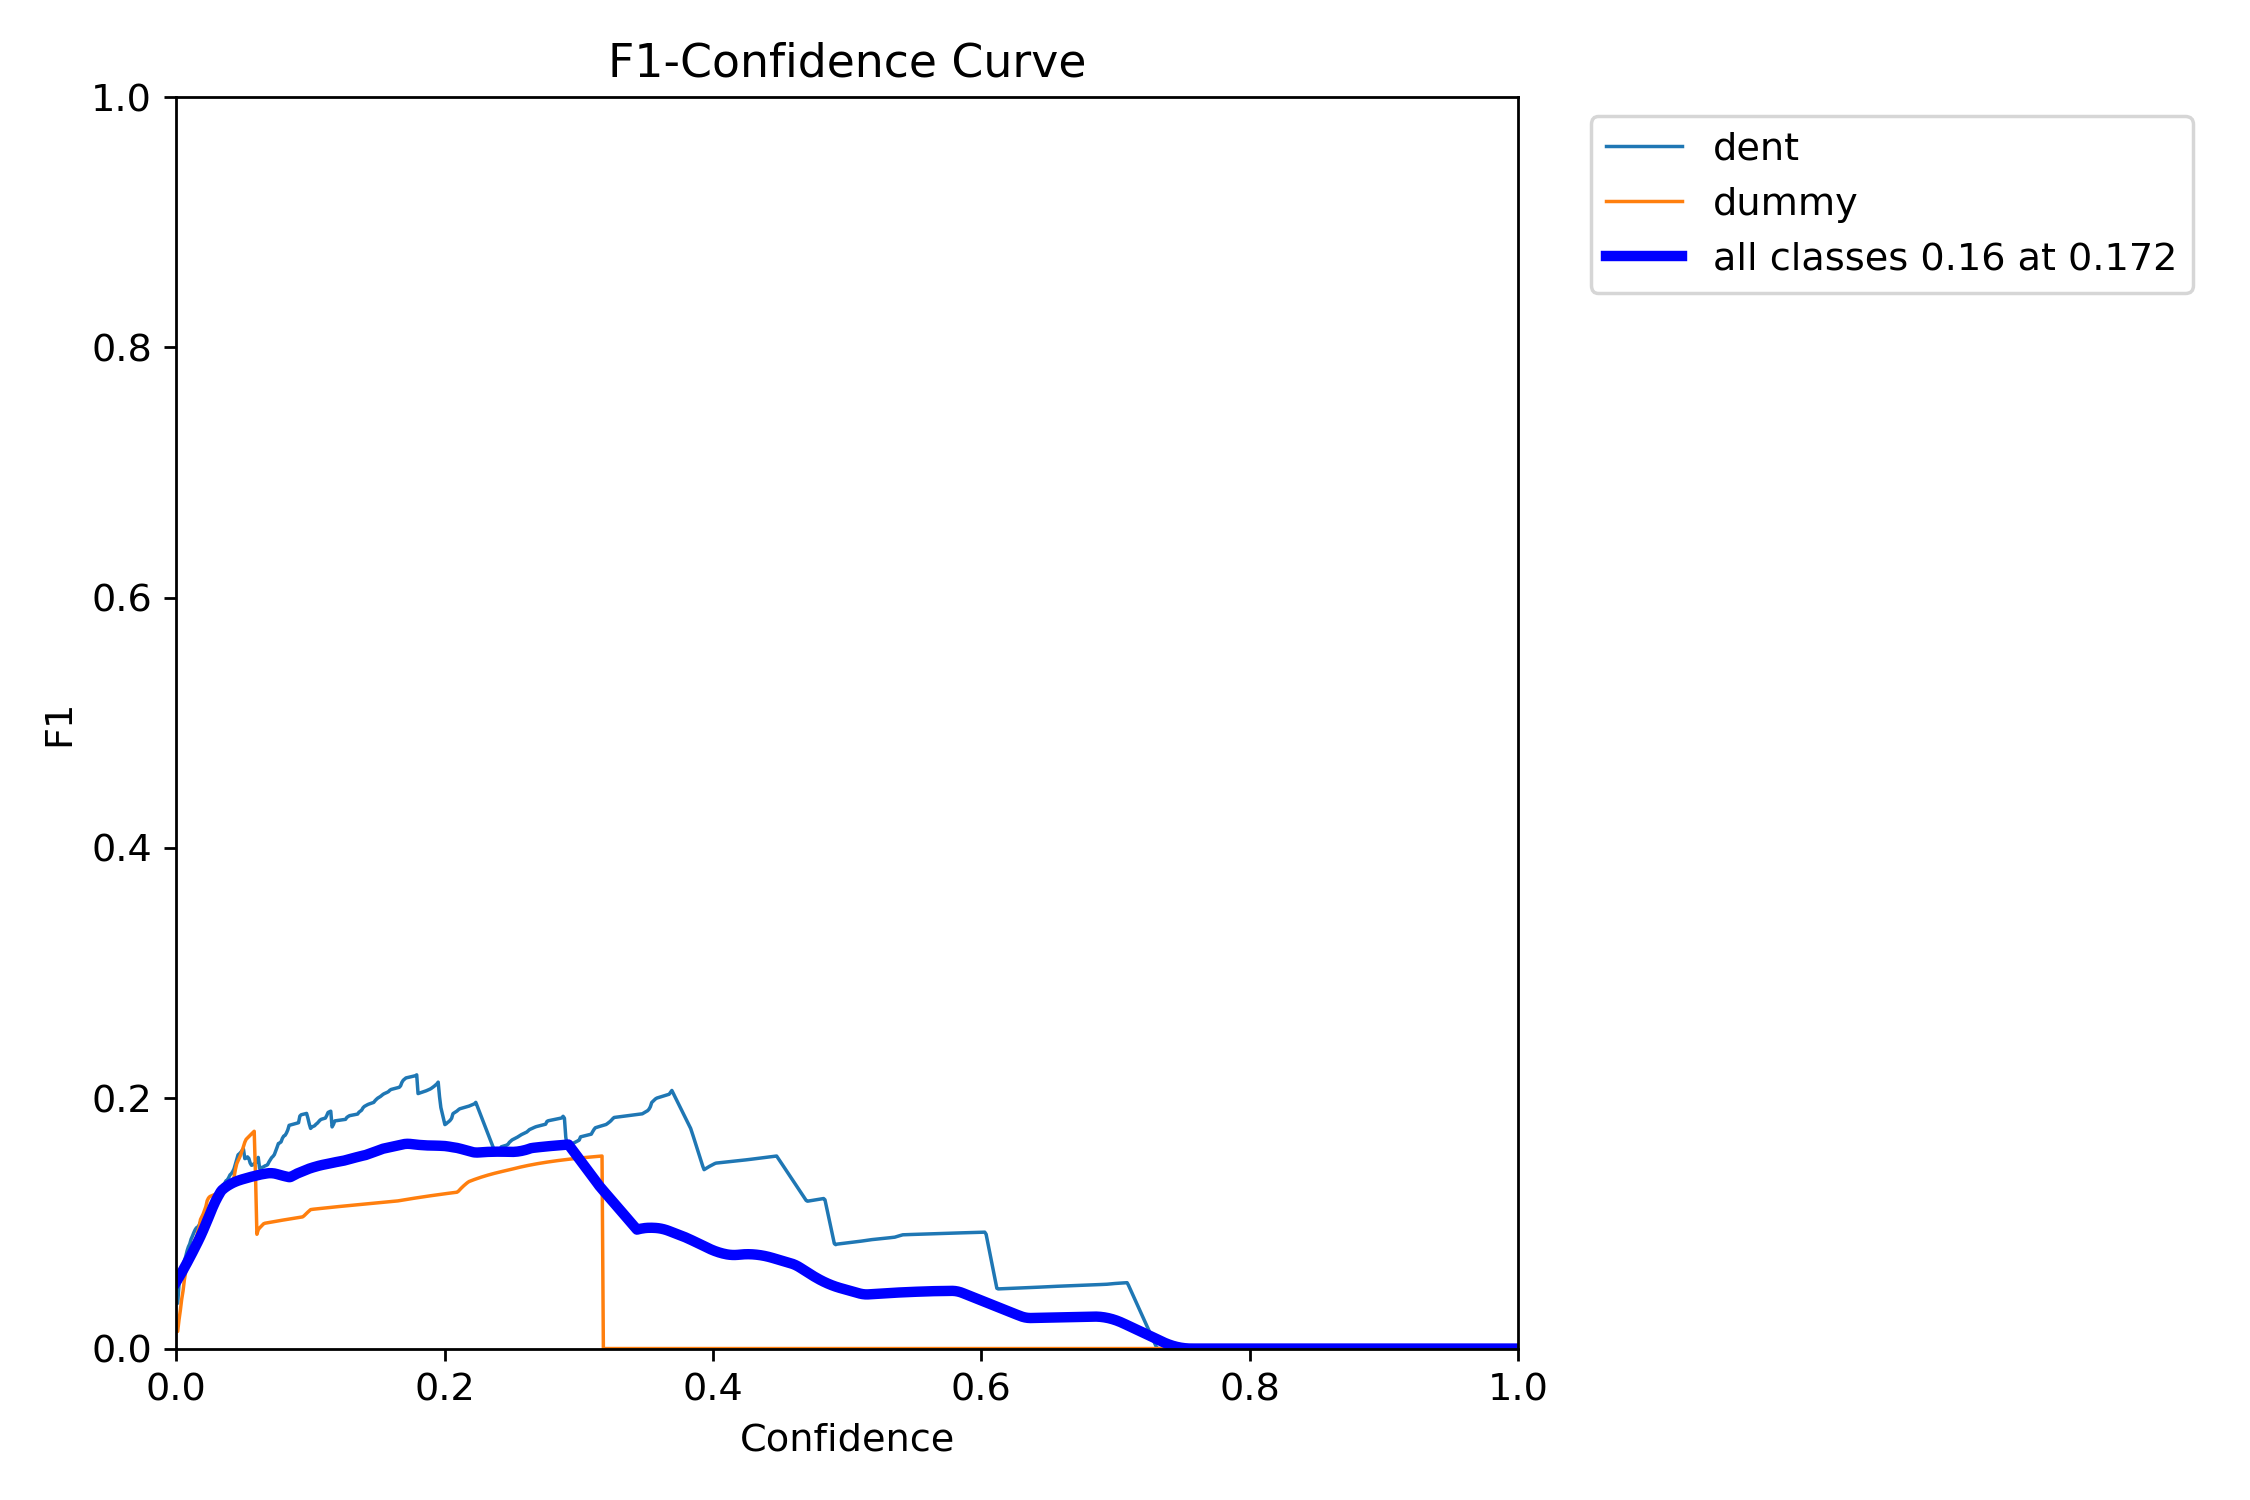 F1-Confidence Curve
1.0
0.8
0.6
0.4
0.2
0.0
F1
0.0 0.2 0.4 0.6 0.8 1.0
Confidence
dent
dummy
all classes 0.16 at 0.172